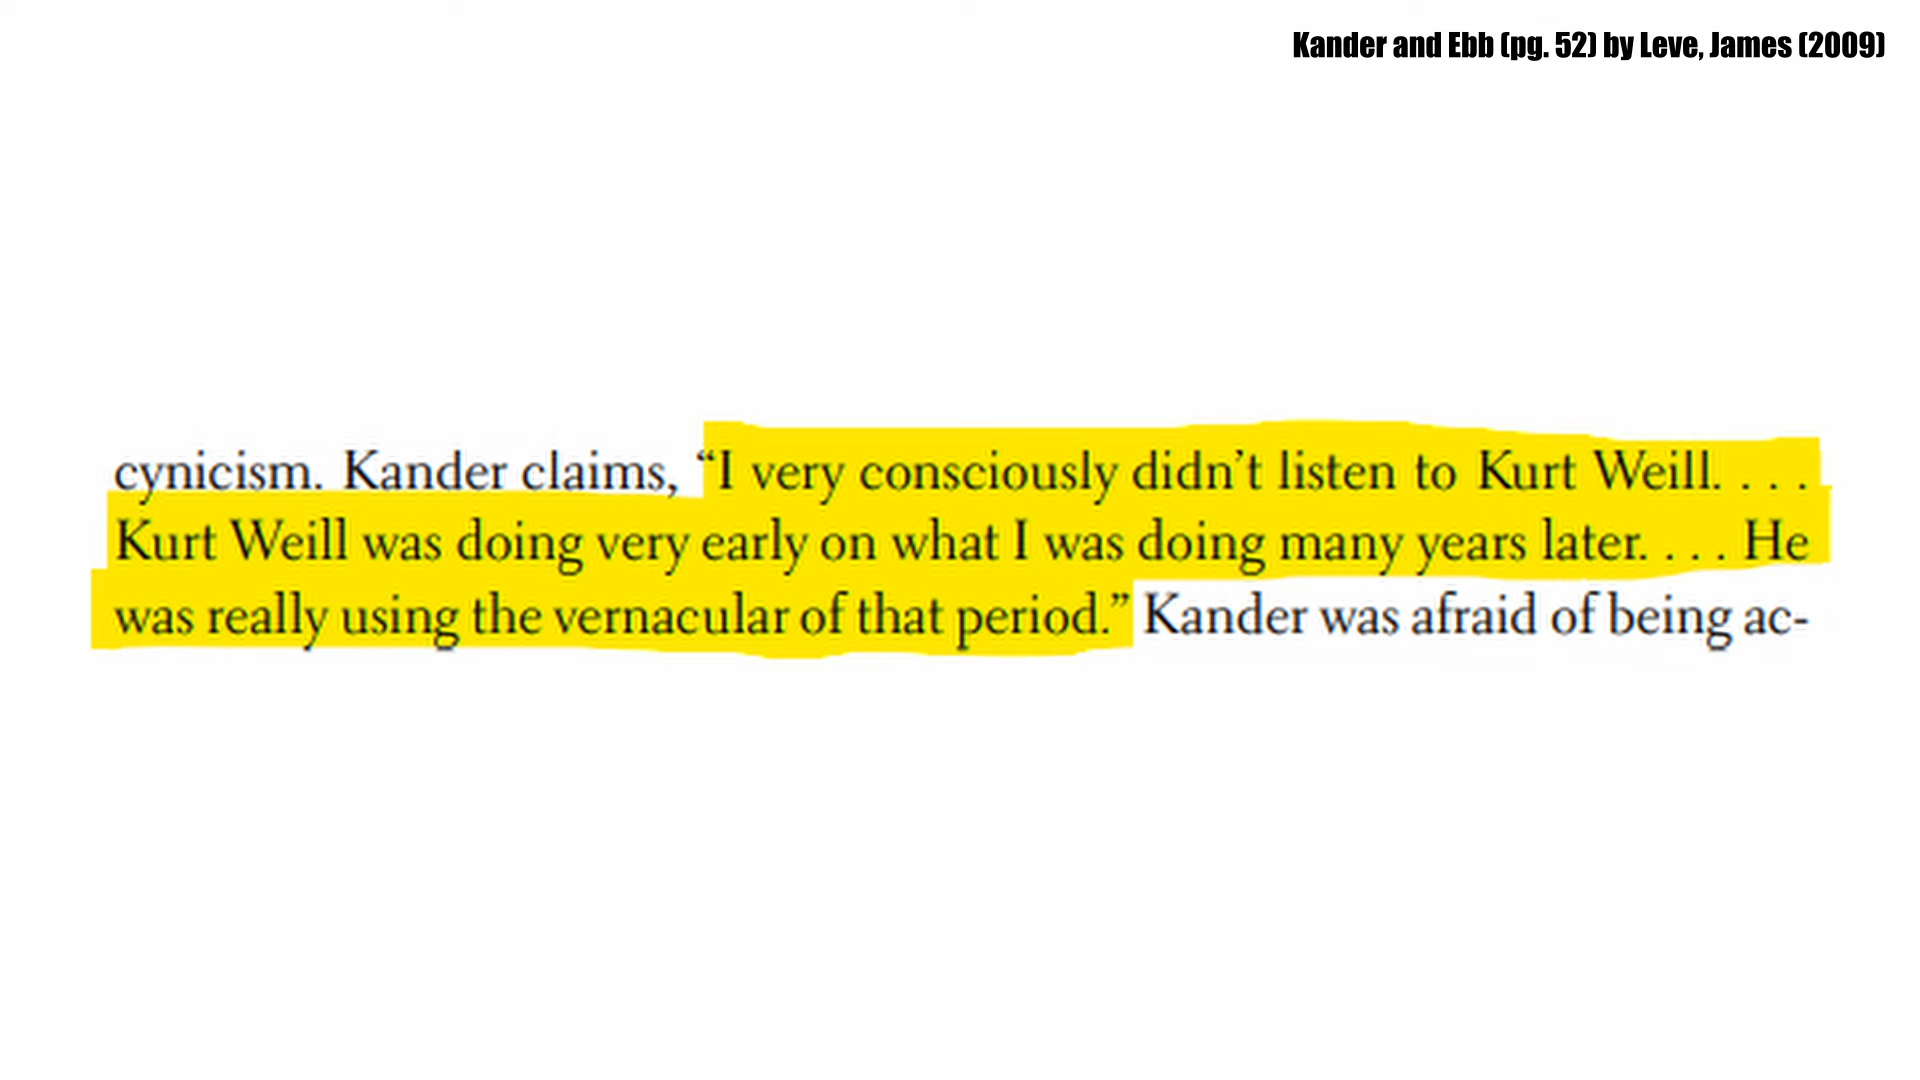 Kander and Ebb (pg. 52) by Leve, James (2009)
cynicism. Kander claims, “I very consciously didn’t listen to Kurt Weill. . . .
Kurt Weill was doing very early on what I was doing many years later. . . . He
was really using the vernacular of that period.” Kander was afraid of being ac-